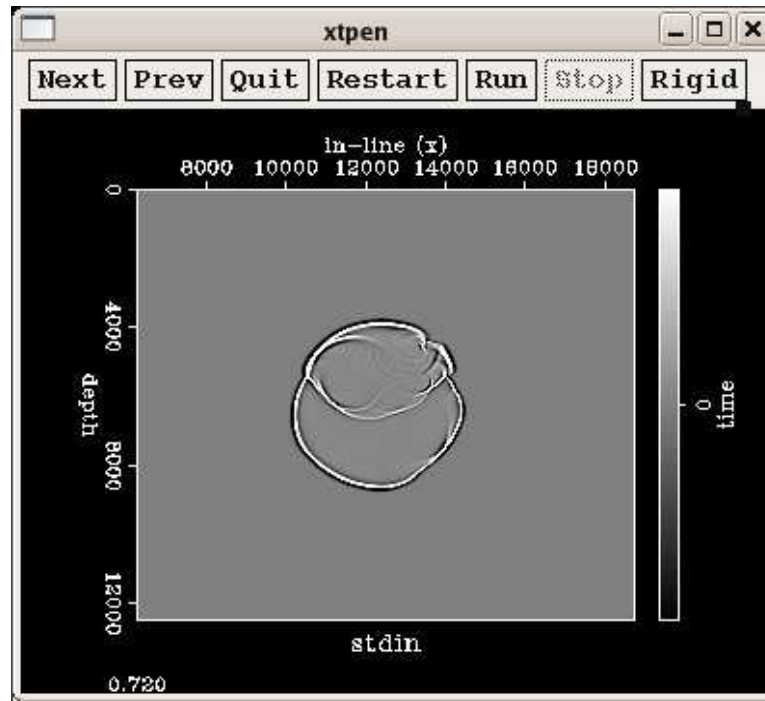 xtpen
Next Prev Quit Restart Run Stop Rigid
in-line (x)
8000 10000 12000 14000 16000 18000
0
4000
8000
12000
depth
0
time
stdin
0.720